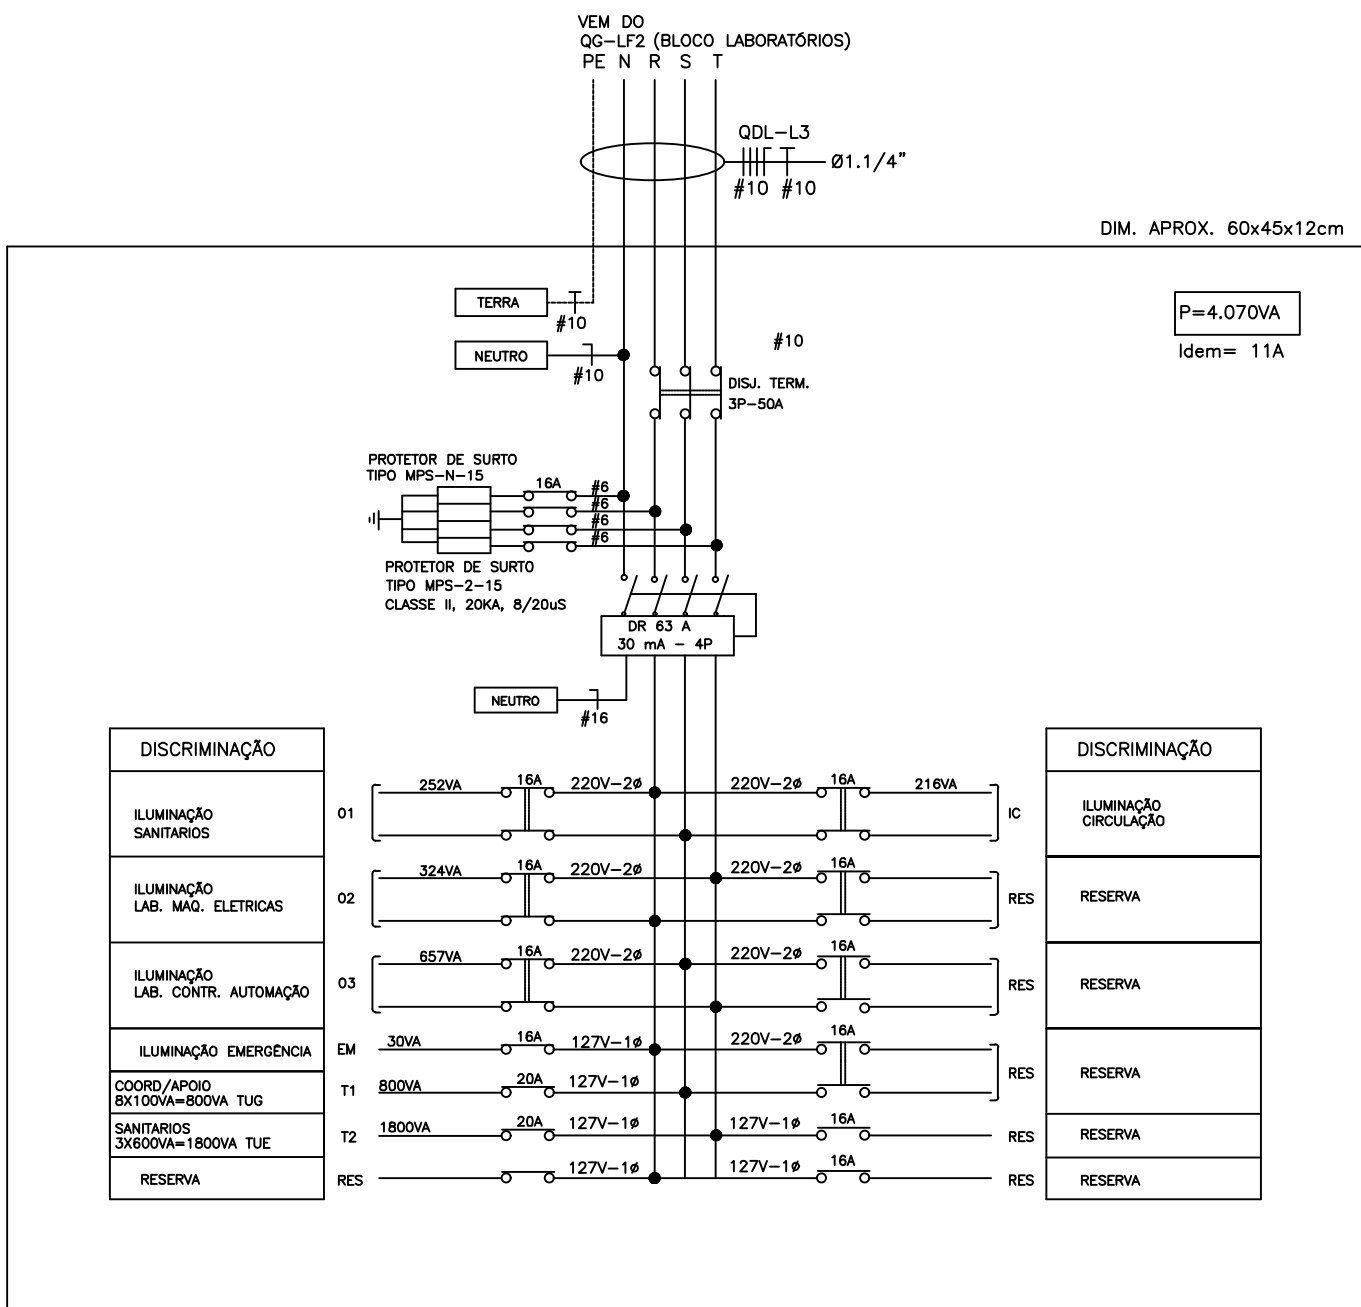 VEM DO
QG-LF2 (BLOCO LABORATÓRIOS)
PE N R S T
QDL-L3
Ø1.1/4"
#10 #10
DIM. APROX. 60x45x12cm
TERRA
#10
P=4.070VA
Idem= 11A
NEUTRO
#10
#10
DISJ. TERM.
3P-50A
PROTETOR DE SURTO
TIPO MPS-N-15
16A
#6
#6
#6
#6
PROTETOR DE SURTO
TIPO MPS-2-15
CLASSE II, 20KA, 8/20uS
DR 63 A
30 mA - 4P
NEUTRO
#16
DISCRIMINAÇÃO
DISCRIMINAÇÃO
ILUMINAÇÃO
SANITARIOS
01
252VA 16A 220V-2ø 220V-2ø 16A 216VA
IC
ILUMINAÇÃO
CIRCULAÇÃO
ILUMINAÇÃO
LAB. MAQ. ELETRICAS
02
324VA 16A 220V-2ø 220V-2ø 16A
RES
RESERVA
ILUMINAÇÃO
LAB. CONTR. AUTOMAÇÃO
03
657VA 16A 220V-2ø 220V-2ø 16A
RES
RESERVA
ILUMINAÇÃO EMERGÊNCIA EM 30VA 16A 127V-1ø 220V-2ø 16A
RES
RESERVA
COORD/APOIO
8X100VA=800VA TUG
T1 800VA 20A 127V-1ø
SANITARIOS
3X600VA=1800VA TUE
T2 1800VA 20A 127V-1ø 127V-1ø 16A RES RESERVA
RESERVA RES 127V-1ø 127V-1ø 16A RES RESERVA